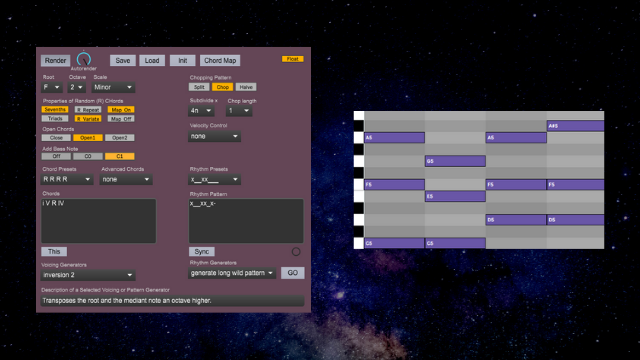 Render Autorender Save Load Init Chord Map Float
Root Octave Scale
F 2 Minor
Properties of Random (R) Chords
Sevenths R Repeat Map On
Triads R Variate Map Off
Open Chords
Close Open1 Open2
Add Bass Note
Off C0 C1
Chord Presets Advanced Chords
R R R R none
Chords
i V R IV
This
Voicing Generators
inversion 2
Chopping Pattern
Split Chop Halve
Subdivide x Chop length
4n 1
Velocity Control
none
Rhythm Presets
x__xx___
Rhythm Pattern
x__xx_x-
Sync
Rhythm Generators
generate long wild pattern GO
Description of a Selected Voicing or Pattern Generator
Transposes the root and the mediant note an octave higher.
A#5
A5 A5
G5
F5 F5 F5
E5
D5 D5
C5 C5